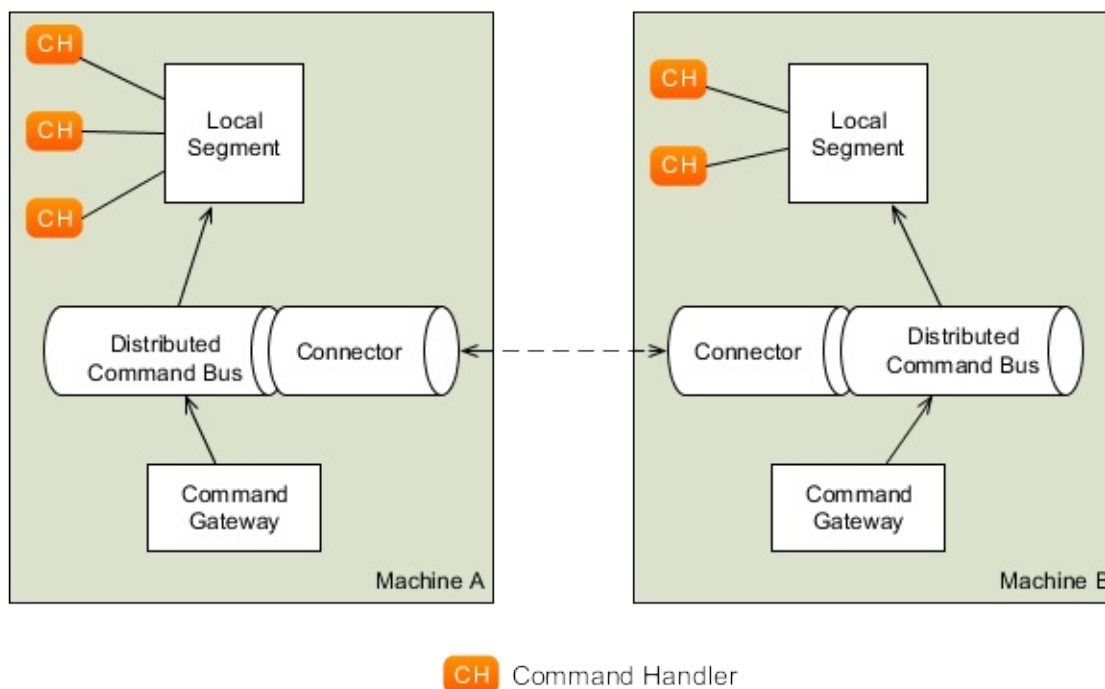 CH
CH
CH
Local
Segment
Distributed
Command Bus
Connector
Command
Gateway
Machine A
CH
CH
Local
Segment
Connector
Distributed
Command Bus
Command
Gateway
Machine B
CH Command Handler